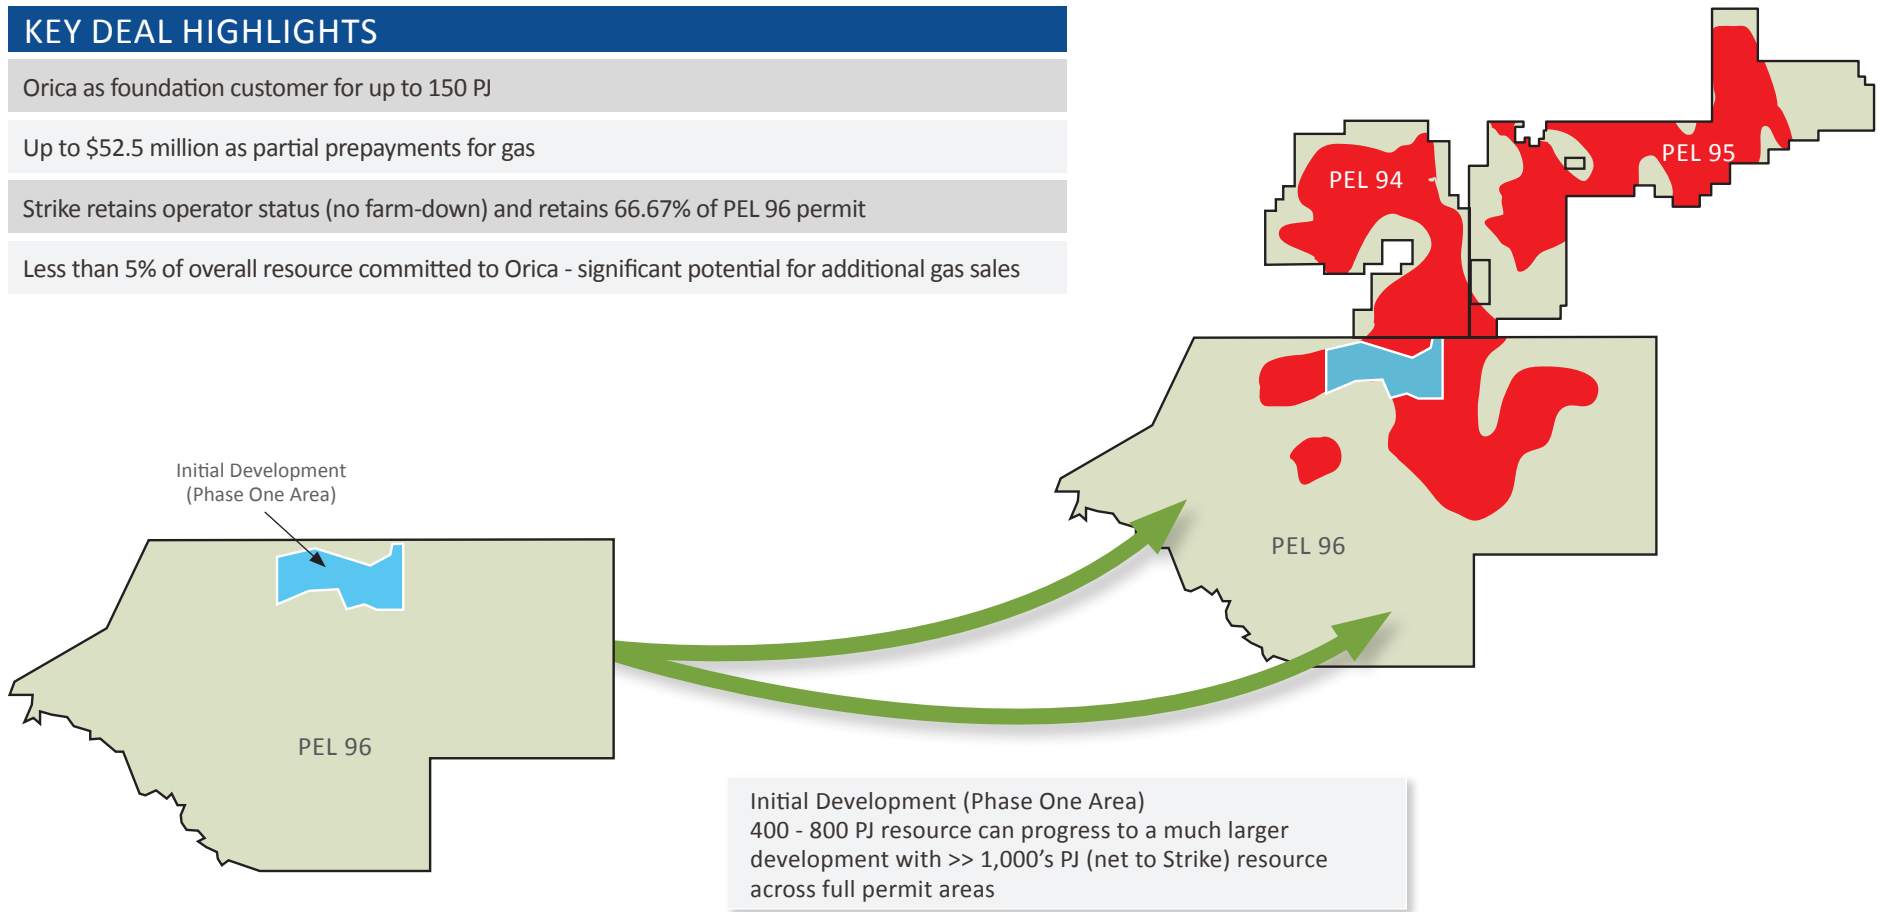 KEY DEAL HIGHLIGHTS
Orica as foundation customer for up to 150 PJ
Up to $52.5 million as partial prepayments for gas
Strike retains operator status (no farm-down) and retains 66.67% of PEL 96 permit
Less than 5% of overall resource committed to Orica - significant potential for additional gas sales
PEL 95
PEL 94
Initial Development
(Phase One Area)
PEL 96
PEL 96
Initial Development (Phase One Area)
400 - 800 PJ resource can progress to a much larger
development with >> 1,000’s PJ (net to Strike) resource
across full permit areas